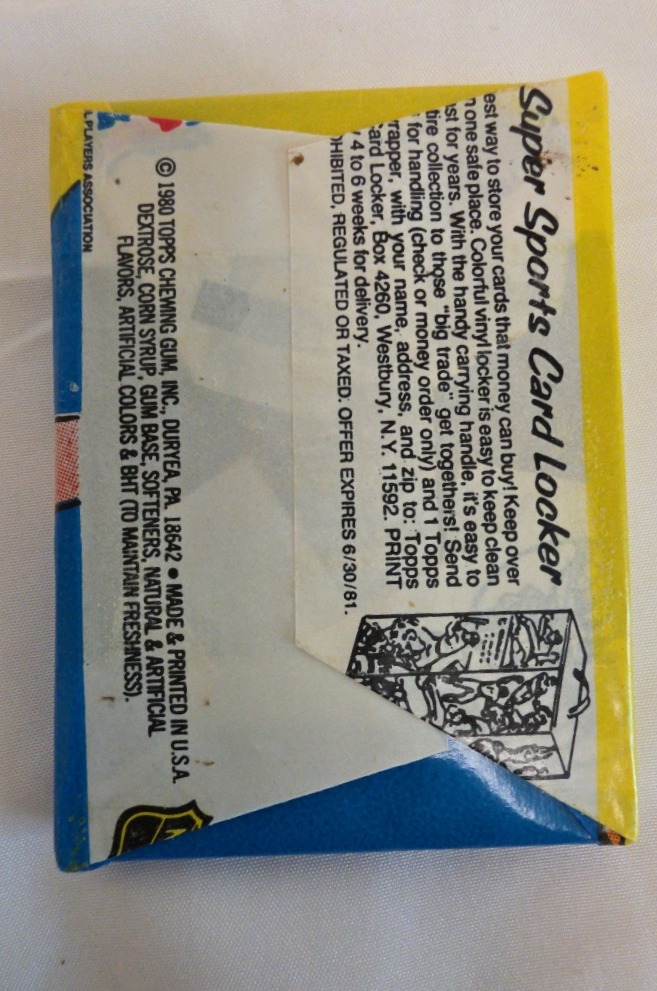 Super Sports Card Locker
est way to store your cards that money can buy! Keep over
one safe place. Colorful vinyl locker is easy to keep clean
st for years. With the handy carrying handle, it's easy to
tire collection to those "big trade" get togethers! Send
for handling (check or money order only) and 1 Topps
rapper, with your name, address, and zip to: Topps
ard Locker, Box 4260, Westbury, N.Y. 11592. PRINT
4 to 6 weeks for delivery.
HIBITED, REGULATED OR TAXED. OFFER EXPIRES 6/30/81.
© 1980 TOPPS CHEWING GUM, INC., DURYEA, PA. 18642 • MADE & PRINTED IN U.S.A.
DEXTROSE, CORN SYRUP, GUM BASE, SOFTENERS, NATURAL & ARTIFICIAL
FLAVORS, ARTIFICIAL COLORS & BHT (TO MAINTAIN FRESHNESS).
L PLAYERS ASSOCIATION